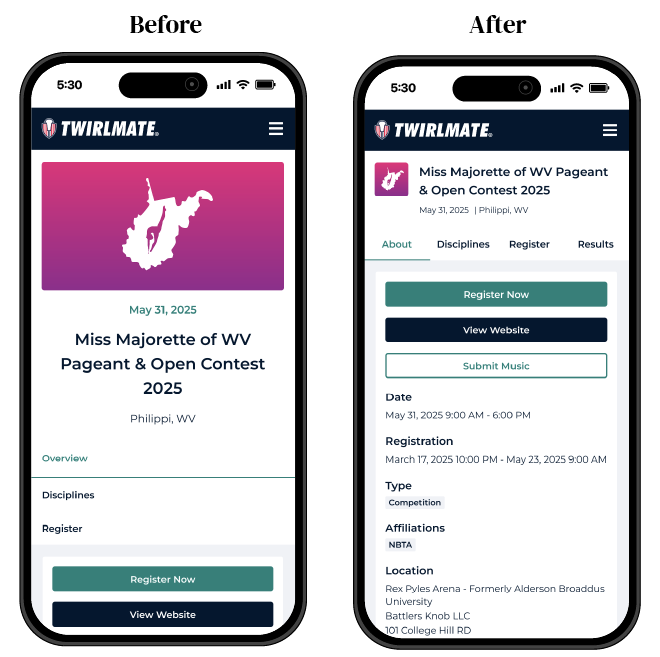 Before
5:30
TWIRLMATE®
May 31, 2025
Miss Majorette of WV
Pageant & Open Contest
2025
Philippi, WV
Overview
Disciplines
Register
Register Now
View Website
After
5:30
TWIRLMATE®
Miss Majorette of WV Pageant
& Open Contest 2025
May 31, 2025 | Philippi, WV
About Disciplines Register Results
Register Now
View Website
Submit Music
Date
May 31, 2025 9:00 AM - 6:00 PM
Registration
March 17, 2025 10:00 PM - May 23, 2025 9:00 AM
Type
Competition
Affiliations
NBTA
Location
Rex Pyles Arena - Formerly Alderson Broaddus
University
Battlers Knob LLC
101 College Hill RD